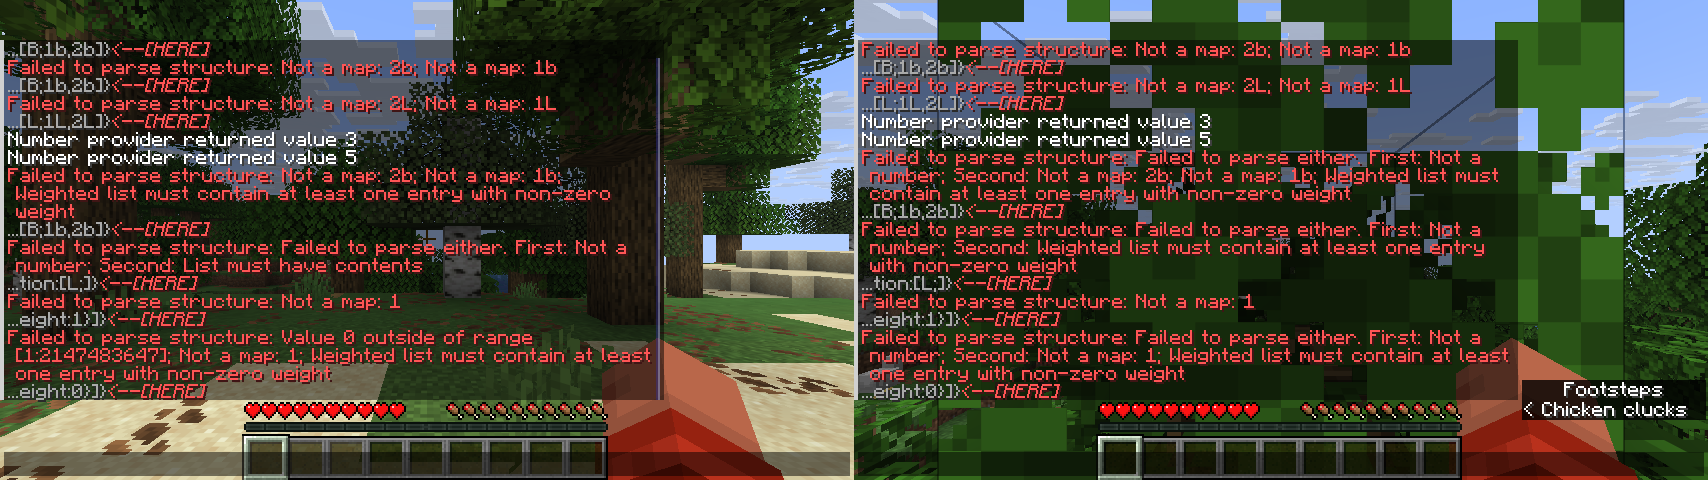 ...[B;1b,2b]}<--[HERE]
Failed to parse structure: Not a map: 2b; Not a map: 1b
...[B;1b,2b]}<--[HERE]
Failed to parse structure: Not a map: 2L; Not a map: 1L
...[L;1L,2L]}<--[HERE]
Number provider returned value 3
Number provider returned value 5
Failed to parse structure: Not a map: 2b; Not a map: 1b;
Weighted list must contain at least one entry with non-zero
weight
...[B;1b,2b]}<--[HERE]
Failed to parse structure: Failed to parse either. First: Not a
number; Second: List must have contents
...tion:[L;]}<--[HERE]
Failed to parse structure: Not a map: 1
...eight:1}]}<--[HERE]
Failed to parse structure: Value 0 outside of range
[1:2147483647]; Not a map: 1; Weighted list must contain at least
one entry with non-zero weight
...eight:0}]}<--[HERE]
Failed to parse structure: Not a map: 2b; Not a map: 1b
...[B;1b,2b]}<--[HERE]
Failed to parse structure: Not a map: 2L; Not a map: 1L
...[L;1L,2L]}<--[HERE]
Number provider returned value 3
Number provider returned value 5
Failed to parse structure: Failed to parse either. First: Not a
number; Second: Not a map: 2b; Not a map: 1b; Weighted list must
contain at least one entry with non-zero weight
...[B;1b,2b]}<--[HERE]
Failed to parse structure: Failed to parse either. First: Not a
number; Second: Weighted list must contain at least one entry
with non-zero weight
...tion:[L;]}<--[HERE]
Failed to parse structure: Not a map: 1
...eight:1}]}<--[HERE]
Failed to parse structure: Failed to parse either. First: Not a
number; Second: Not a map: 1; Weighted list must contain at least
one entry with non-zero weight
...eight:0}]}<--[HERE]
Footsteps
< Chicken clucks